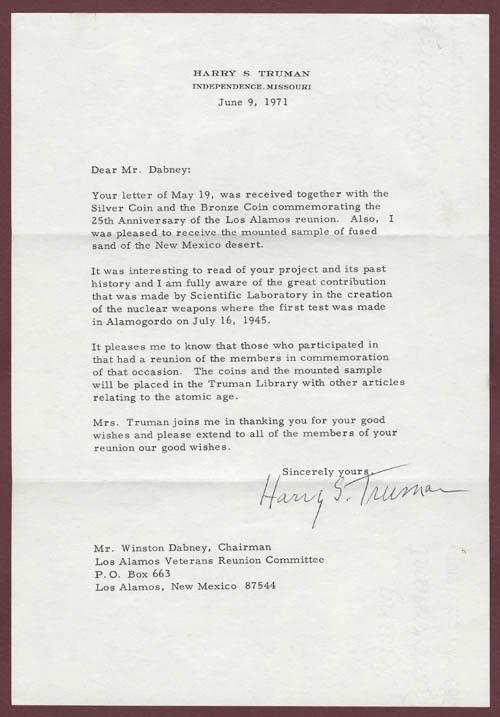 HARRY S TRUMAN
INDEPENDENCE, MISSOURI
June 9, 1971
Dear Mr. Dabney:
Your letter of May 19, was received together with the
Silver Coin and the Bronze Coin commemorating the
25th Anniversary of the Los Alamos reunion. Also, I
was pleased to receive the mounted sample of fused
sand of the New Mexico desert.
It was interesting to read of your project and its past
history and I am fully aware of the great contribution
that was made by Scientific Laboratory in the creation
of the nuclear weapons where the first test was made
in Alamogordo on July 16, 1945.
It pleases me to know that those who participated in
that had a reunion of the members in commemoration
of that occasion. The coins and the mounted sample
will be placed in the Truman Library with other articles
relating to the atomic age.
Mrs. Truman joins me in thanking you for your good
wishes and please extend to all of the members of your
reunion our good wishes.
Sincerely yours,
Harry S. Truman
Mr. Winston Dabney, Chairman
Los Alamos Veterans Reunion Committee
P.O. Box 663
Los Alamos, New Mexico 87544